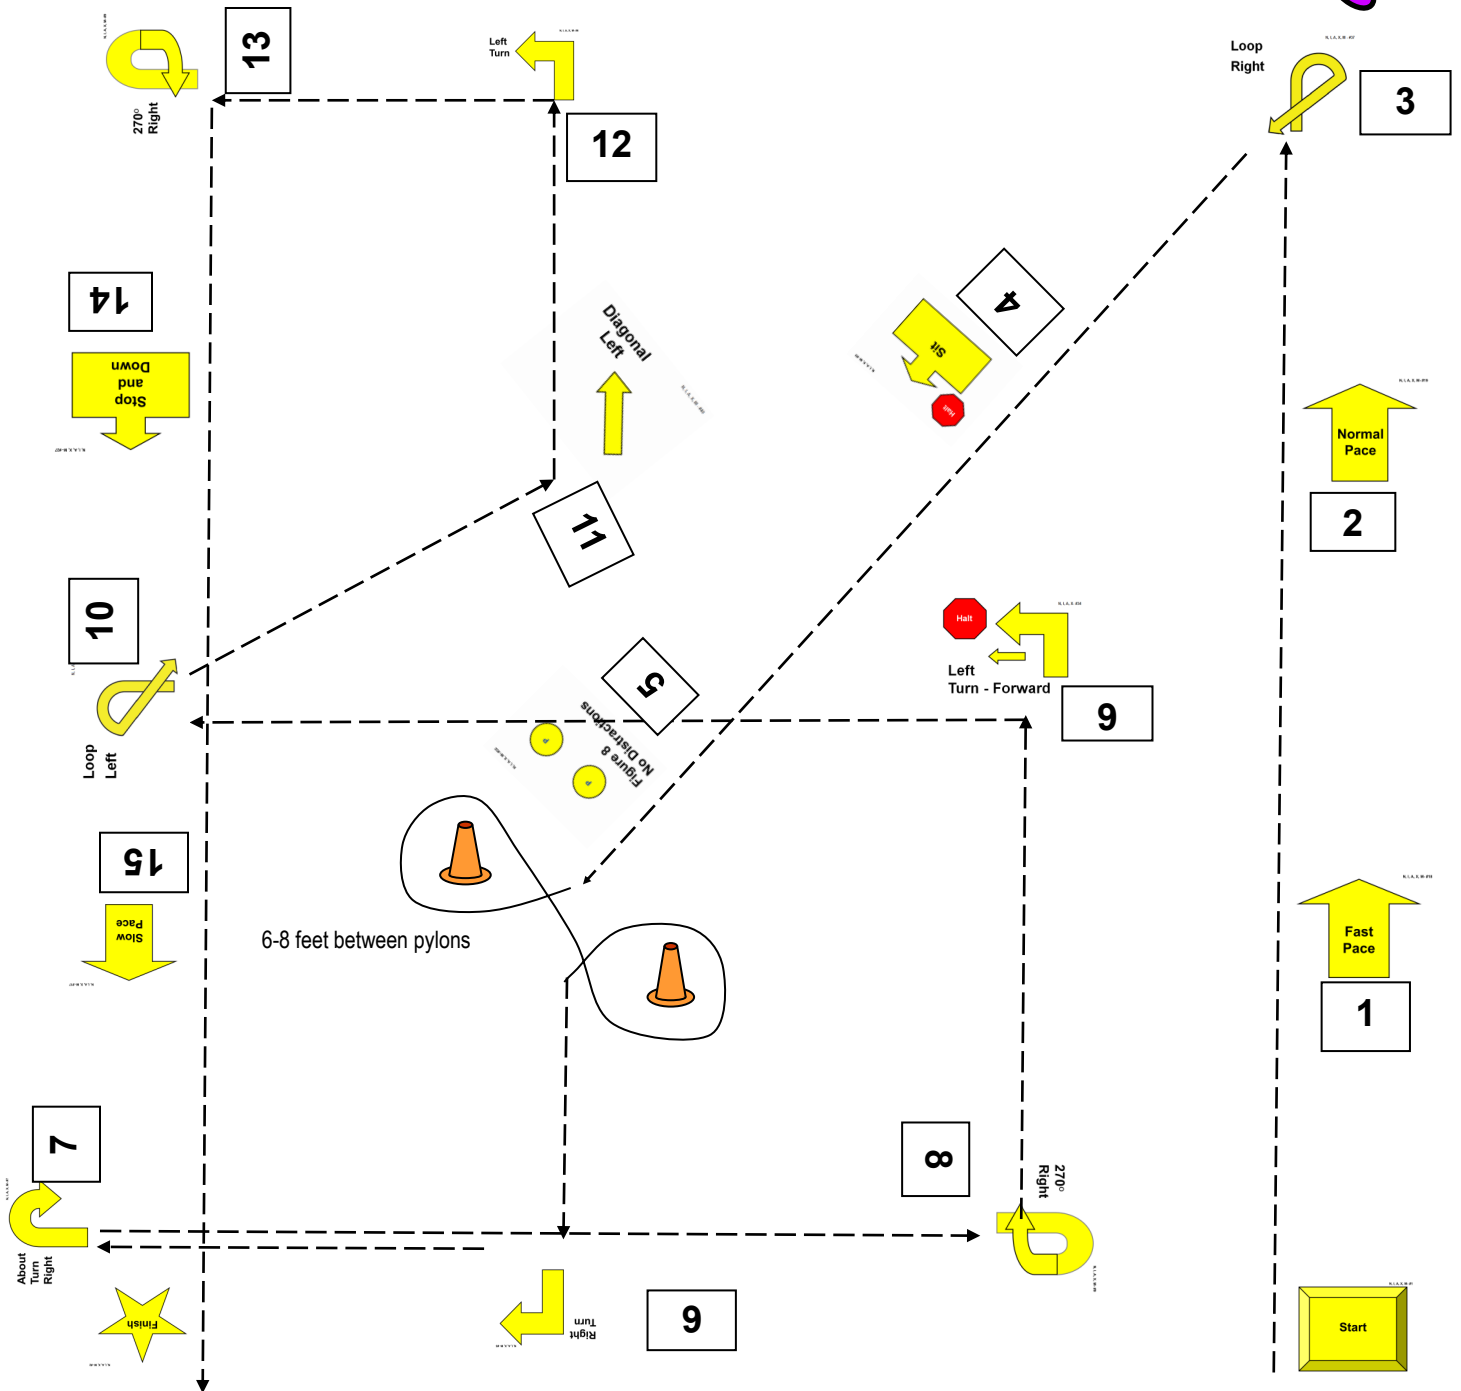 13
270° Right
Left
Turn
12
Loop
Right
3
14
Stop
and
Down
Diagonal
Left
4
Sit
Halt
Normal
Pace
2
10
Loop
Left
11
5
Figure 8
No Distractions
P
P
Halt
Left
Turn - Forward
9
15
Slow
Pace
6-8 feet between pylons
Fast
Pace
1
7
About
Turn
Right
8
270°
Right
Finish
Right
Turn
6
Start